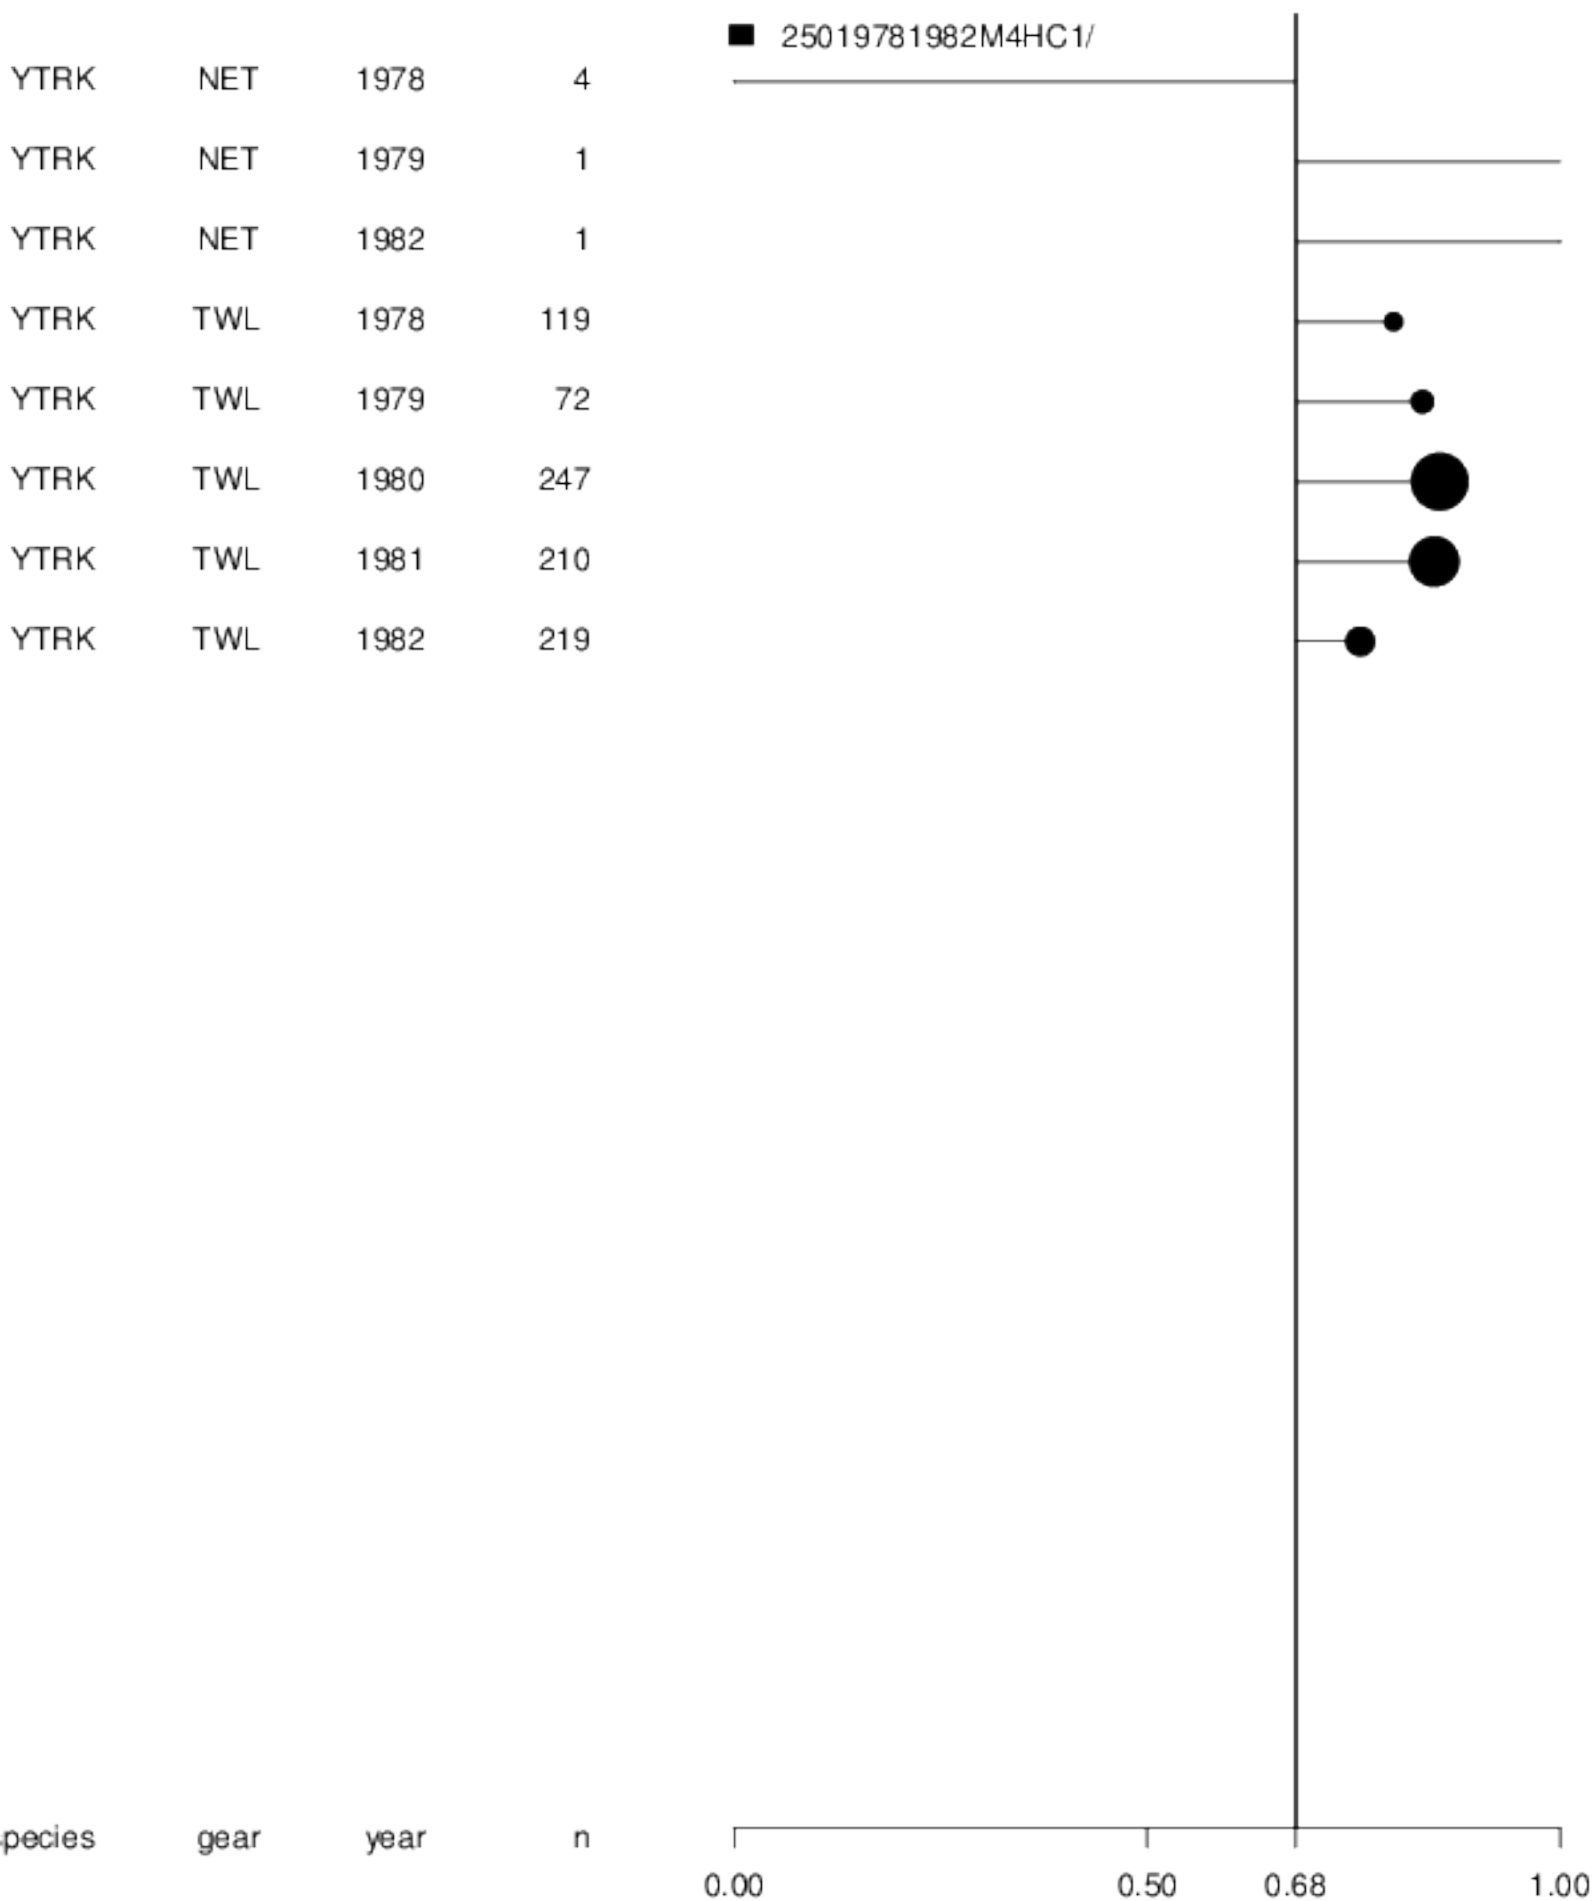 25019781982M4HC1/
YTRK NET 1978 4
YTRK NET 1979 1
YTRK NET 1982 1
YTRK TWL 1978 119
YTRK TWL 1979 72
YTRK TWL 1980 247
YTRK TWL 1981 210
YTRK TWL 1982 219
pecies gear year n
0.00 0.50 0.68 1.00